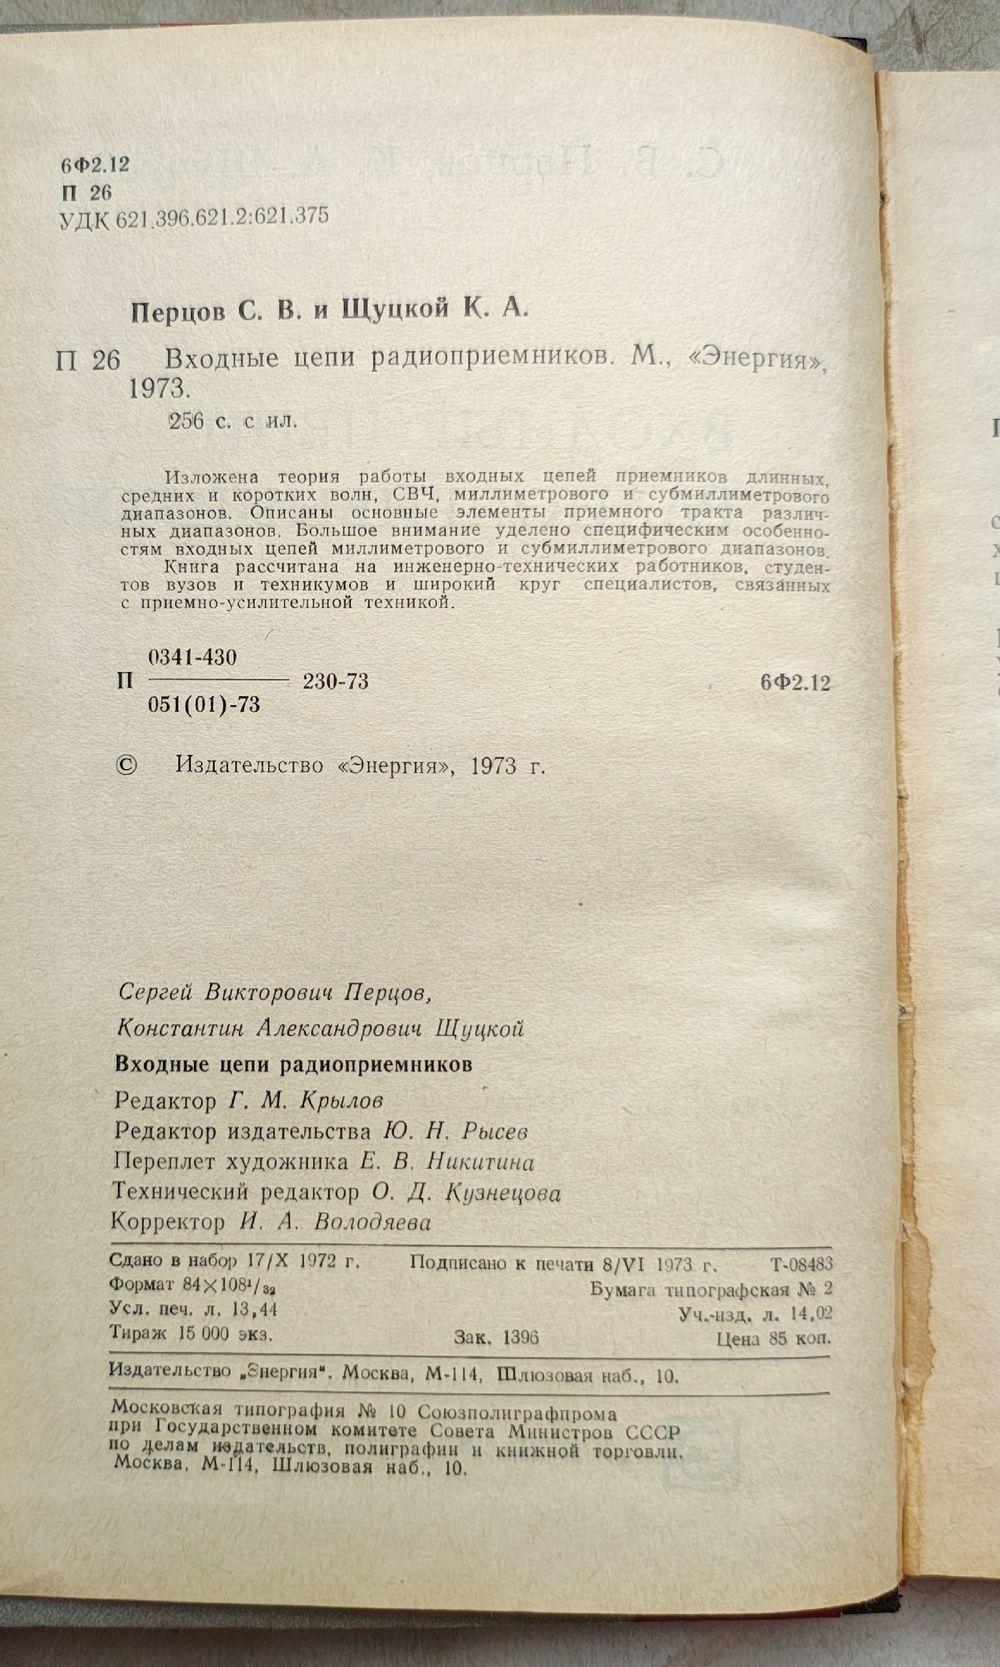 6Ф2.12
П 26
УДК 621.396.621.2:621.375
Перцов С. В. и Щуцкой К. А.
П 26 Входные цепи радиоприемников. М., «Энергия»,
1973.
256 с. с ил.
Изложена теория работы входных цепей приемников длинных,
средних и коротких волн, СВЧ, миллиметрового и субмиллиметрового
диапазонов. Описаны основные элементы приемного тракта различ-
ных диапазонов. Большое внимание уделено специфическим особенно-
стям входных цепей миллиметрового и субмиллиметрового диапазонов.
Книга рассчитана на инженерно-технических работников, студен-
тов вузов и техникумов и широкий круг специалистов, связанных
с приемно-усилительной техникой.
0341-430
П 230-73 6Ф2.12
051(01)-73
© Издательство «Энергия», 1973 г.
Сергей Викторович Перцов,
Константин Александрович Щуцкой
Входные цепи радиоприемников
Редактор Г. М. Крылов
Редактор издательства Ю. Н. Рысев
Переплет художника Е. В. Никитина
Технический редактор О. Д. Кузнецова
Корректор И. А. Володяева
Сдано в набор 17/X 1972 г. Подписано к печати 8/VI 1973 г. Т-08483
Формат 84×108¹/₃₂ Бумага типографская № 2
Усл. печ. л. 13,44 Уч.-изд. л. 14,02
Тираж 15 000 экз. Зак. 1396 Цена 85 коп.
Издательство „Энергия“. Москва, М-114, Шлюзовая наб., 10.
Московская типография № 10 Союзполиграфпрома
при Государственном комитете Совета Министров СССР
по делам издательств, полиграфии и книжной торговли.
Москва, М-114, Шлюзовая наб., 10.